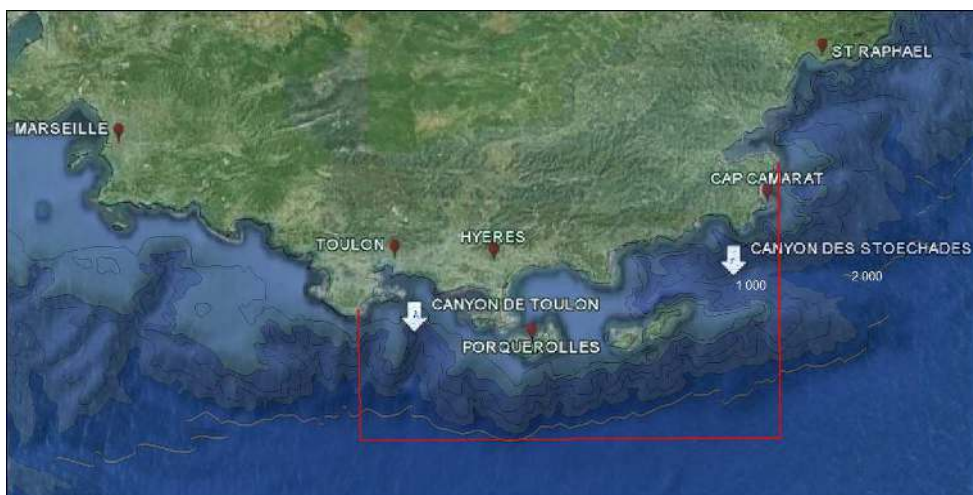 ST RAPHAEL
MARSEILLE
CAP CAMARAT
TOULON
HYERES
CANYON DES STOECHADES
-2 000
1 000
CANYON DE TOULON
PORQUEROLLES